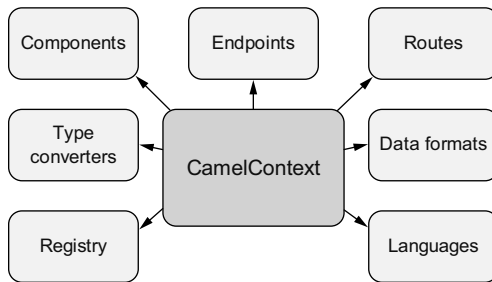 Components
Endpoints
Routes
Type
converters
CamelContext
Data formats
Registry
Languages